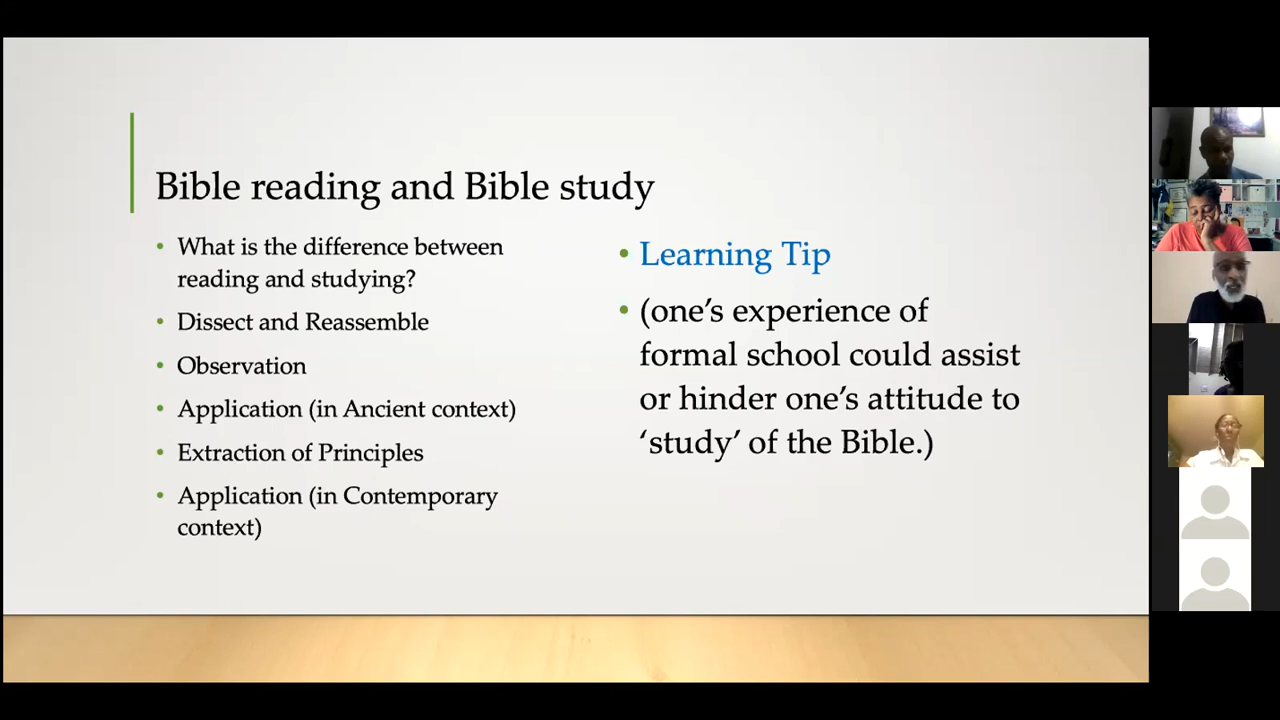 Bible reading and Bible study
• What is the difference between
reading and studying?
• Dissect and Reassemble
• Observation
• Application (in Ancient context)
• Extraction of Principles
• Application (in Contemporary
context)
• Learning Tip
• (one’s experience of
formal school could assist
or hinder one’s attitude to
‘study’ of the Bible.)